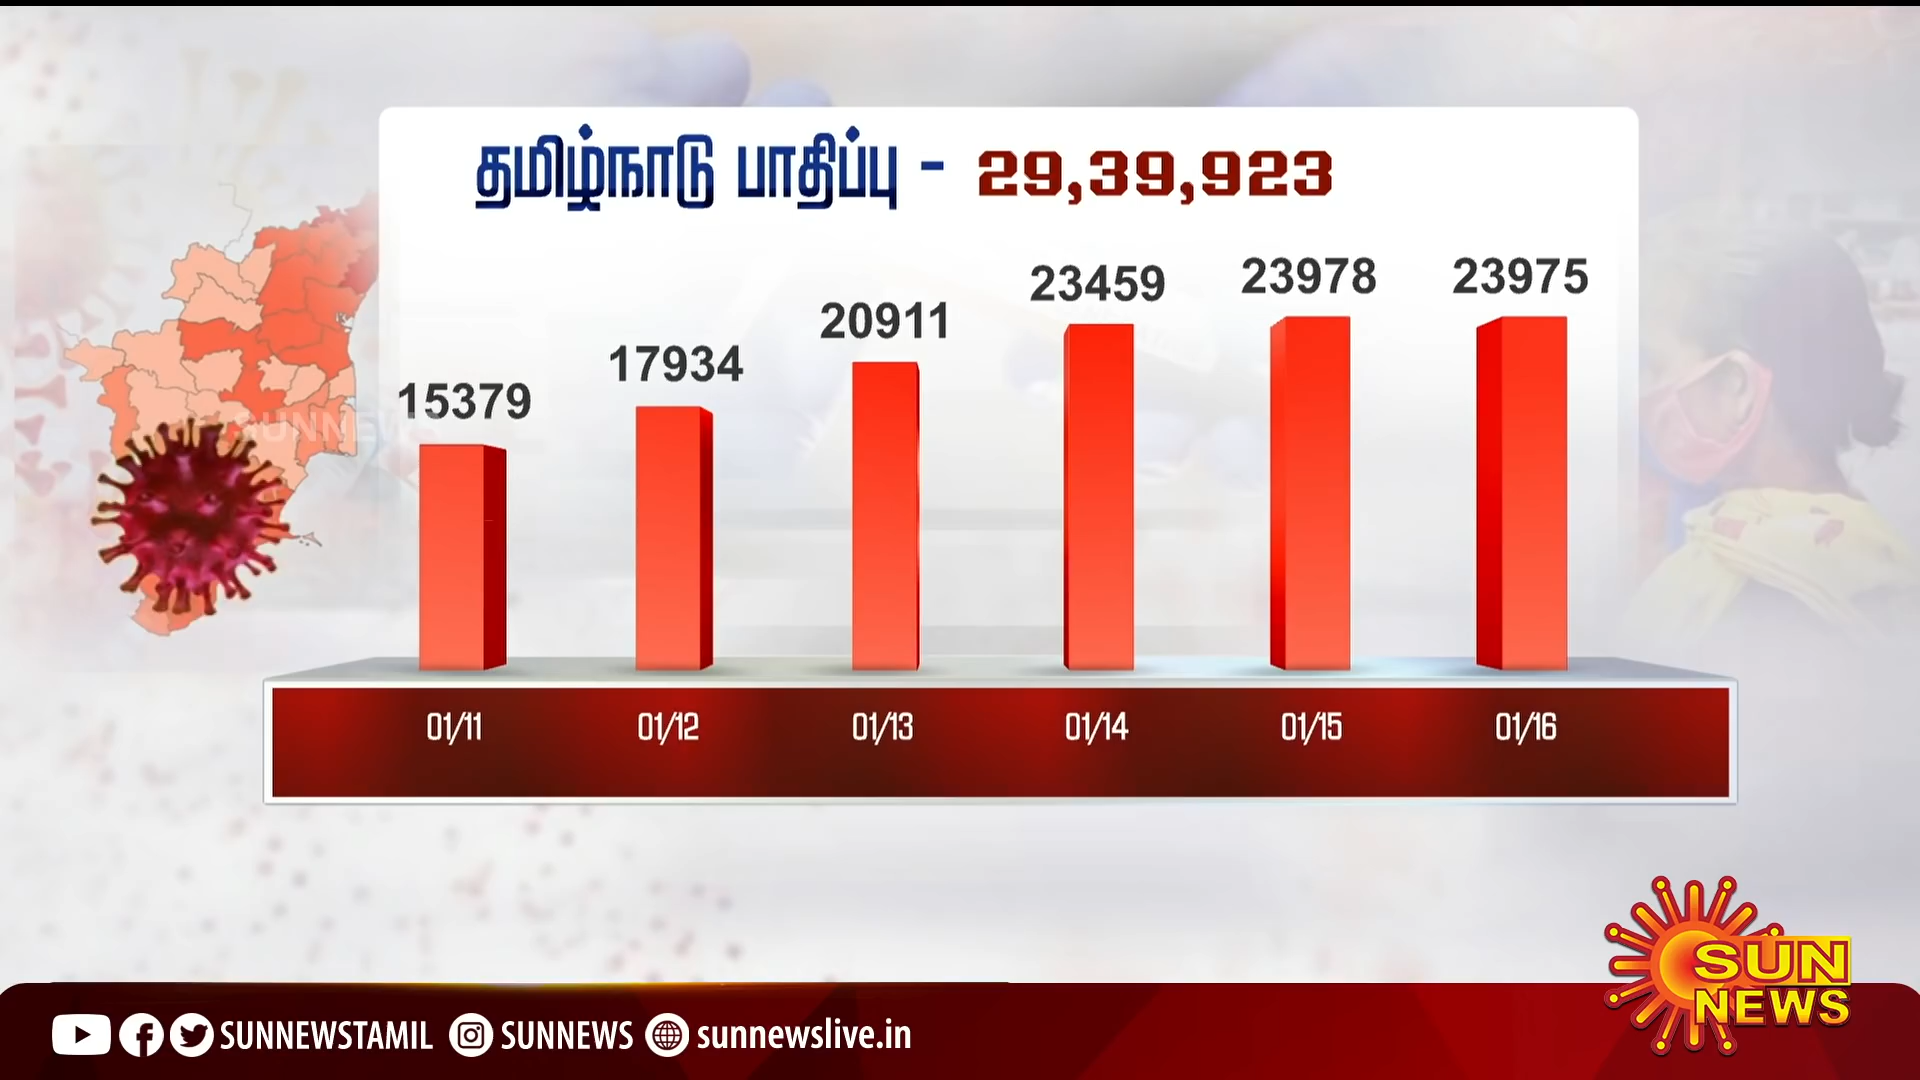 தமிழ்நாடு பாதிப்பு - 29,39,923
15379 17934 20911 23459 23978 23975
SUNNEWS
01/11 01/12 01/13 01/14 01/15 01/16
SUN
NEWS
SUNNEWSTAMIL SUNNEWS sunnewslive.in